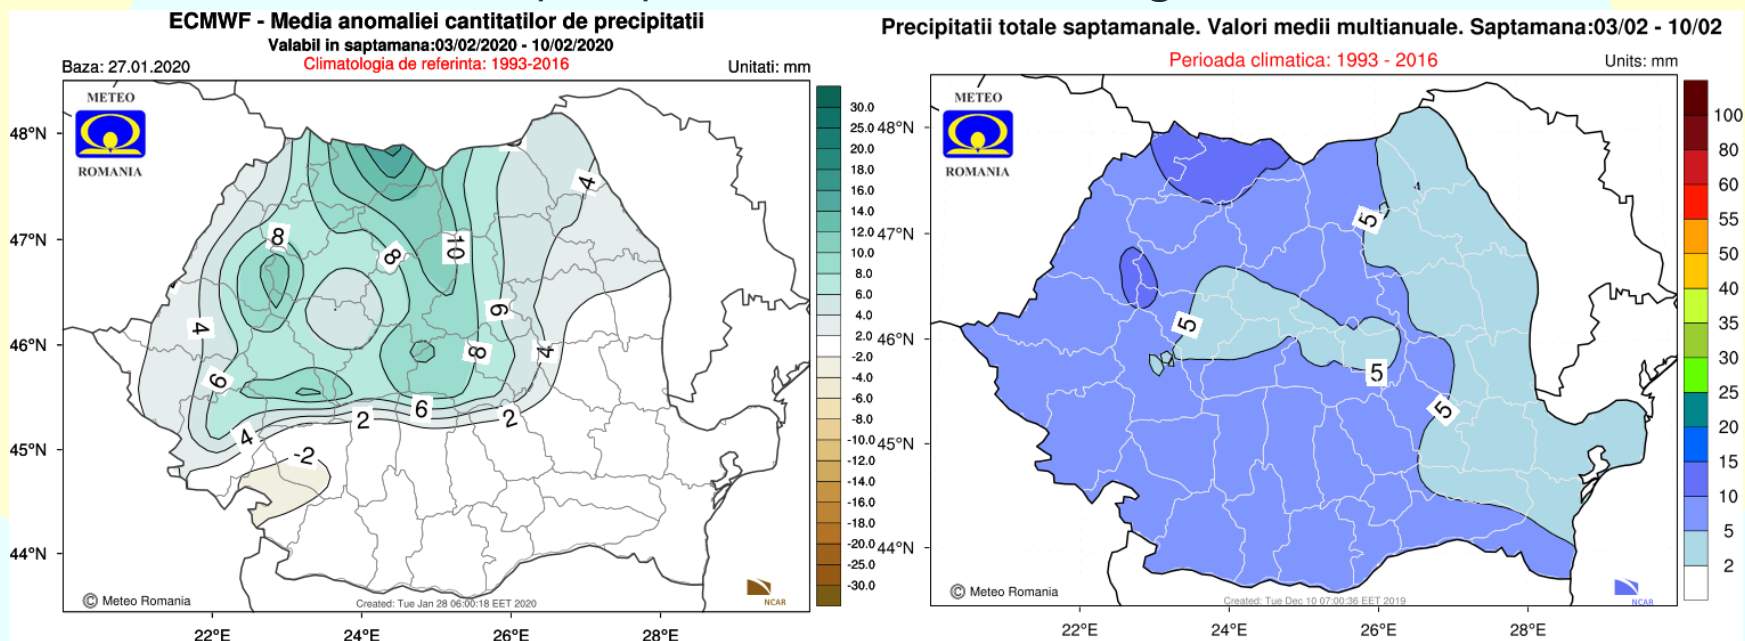 ECMWF - Media anomaliei cantitatilor de precipitatii
Valabil in saptamana:03/02/2020 - 10/02/2020
Baza: 27.01.2020
Climatologia de referinta: 1993-2016
Unitati: mm
METEO
ROMANIA
48°N
47°N
46°N
45°N
44°N
22°E
24°E
26°E
28°E
8
8
10
4
4
6
6
8
4
6
2
2
4
-2
30.0
25.0
20.0
18.0
16.0
14.0
12.0
10.0
8.0
6.0
4.0
2.0
-2.0
-4.0
-6.0
-8.0
-10.0
-12.0
-14.0
-16.0
-18.0
-20.0
-25.0
-30.0
© Meteo Romania
Created: Tue Jan 28 06:00:18 EET 2020
NCAR
Precipitatii totale saptamanale. Valori medii multianuale. Saptamana:03/02 - 10/02
Perioada climatica: 1993 - 2016
Units: mm
METEO
ROMANIA
48°N
47°N
46°N
45°N
44°N
22°E
24°E
26°E
28°E
4
5
5
5
5
100
80
60
55
50
40
35
30
25
20
15
10
5
2
© Meteo Romania
Created: Tue Dec 10 07:00:36 EET 2019
NCAR